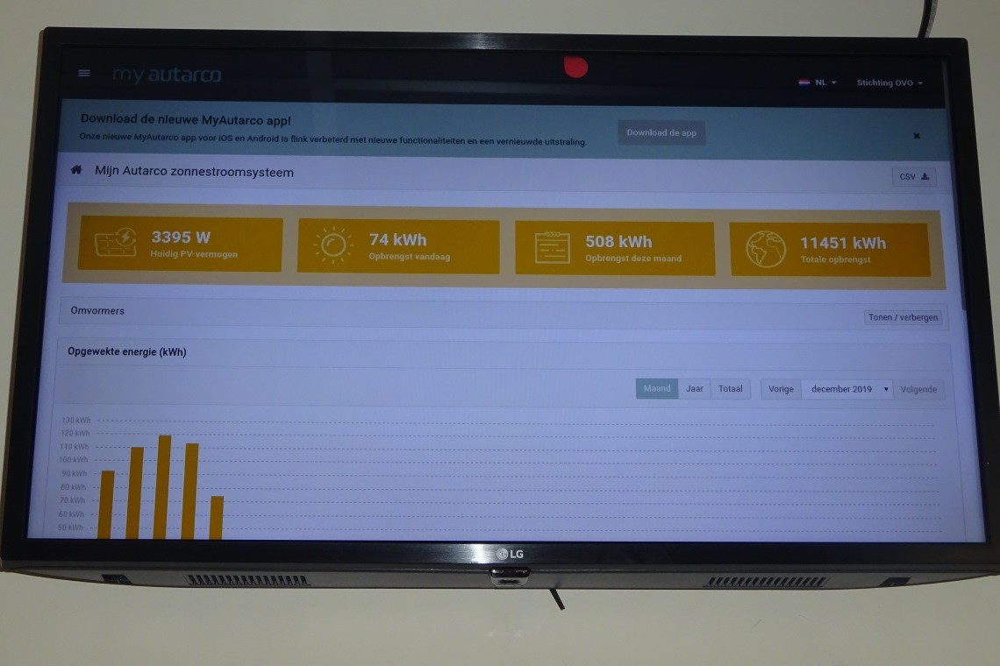 my autarco
NL
Stichting OVO
Download de nieuwe MyAutarco app!
Onze nieuwe MyAutarco app voor iOS en Android is flink verbeterd met nieuwe functionaliteiten en een vernieuwde uitstraling.
Download de app
×
Mijn Autarco zonnestroomsysteem
CSV
3395 W
Huidig PV-vermogen
74 kWh
Opbrengst vandaag
508 kWh
Opbrengst deze maand
11451 kWh
Totale opbrengst
Omvormers
Tonen / verbergen
Opgewekte energie (kWh)
Maand
Jaar
Totaal
Vorige
december 2019
Volgende
130 kWh
120 kWh
110 kWh
100 kWh
90 kWh
80 kWh
70 kWh
60 kWh
50 kWh
LG